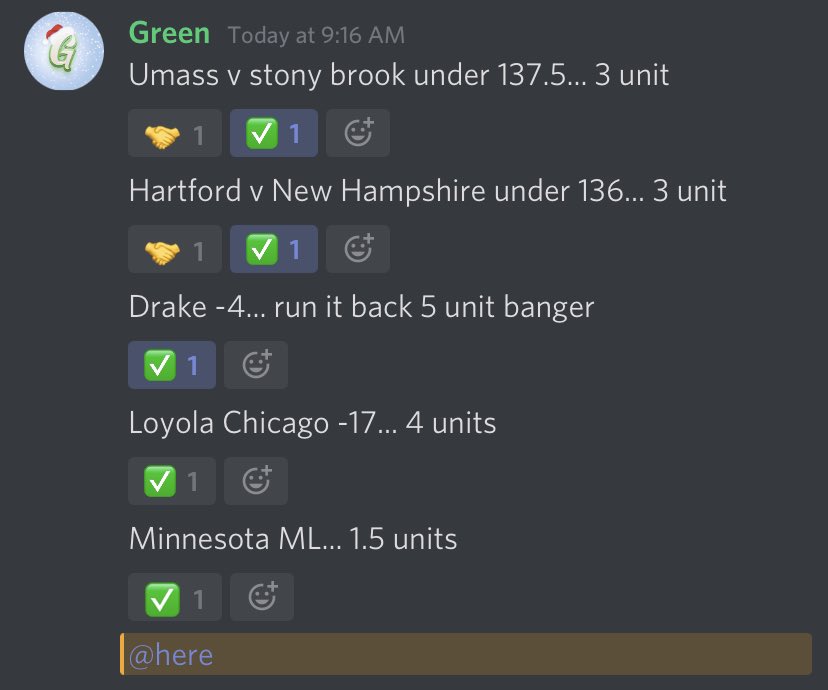 G
Green Today at 9:16 AM
Umass v stony brook under 137.5... 3 unit
🤝 1 ✅ 1
Hartford v New Hampshire under 136... 3 unit
🤝 1 ✅ 1
Drake -4... run it back 5 unit banger
✅ 1
Loyola Chicago -17... 4 units
✅ 1
Minnesota ML... 1.5 units
✅ 1
@here